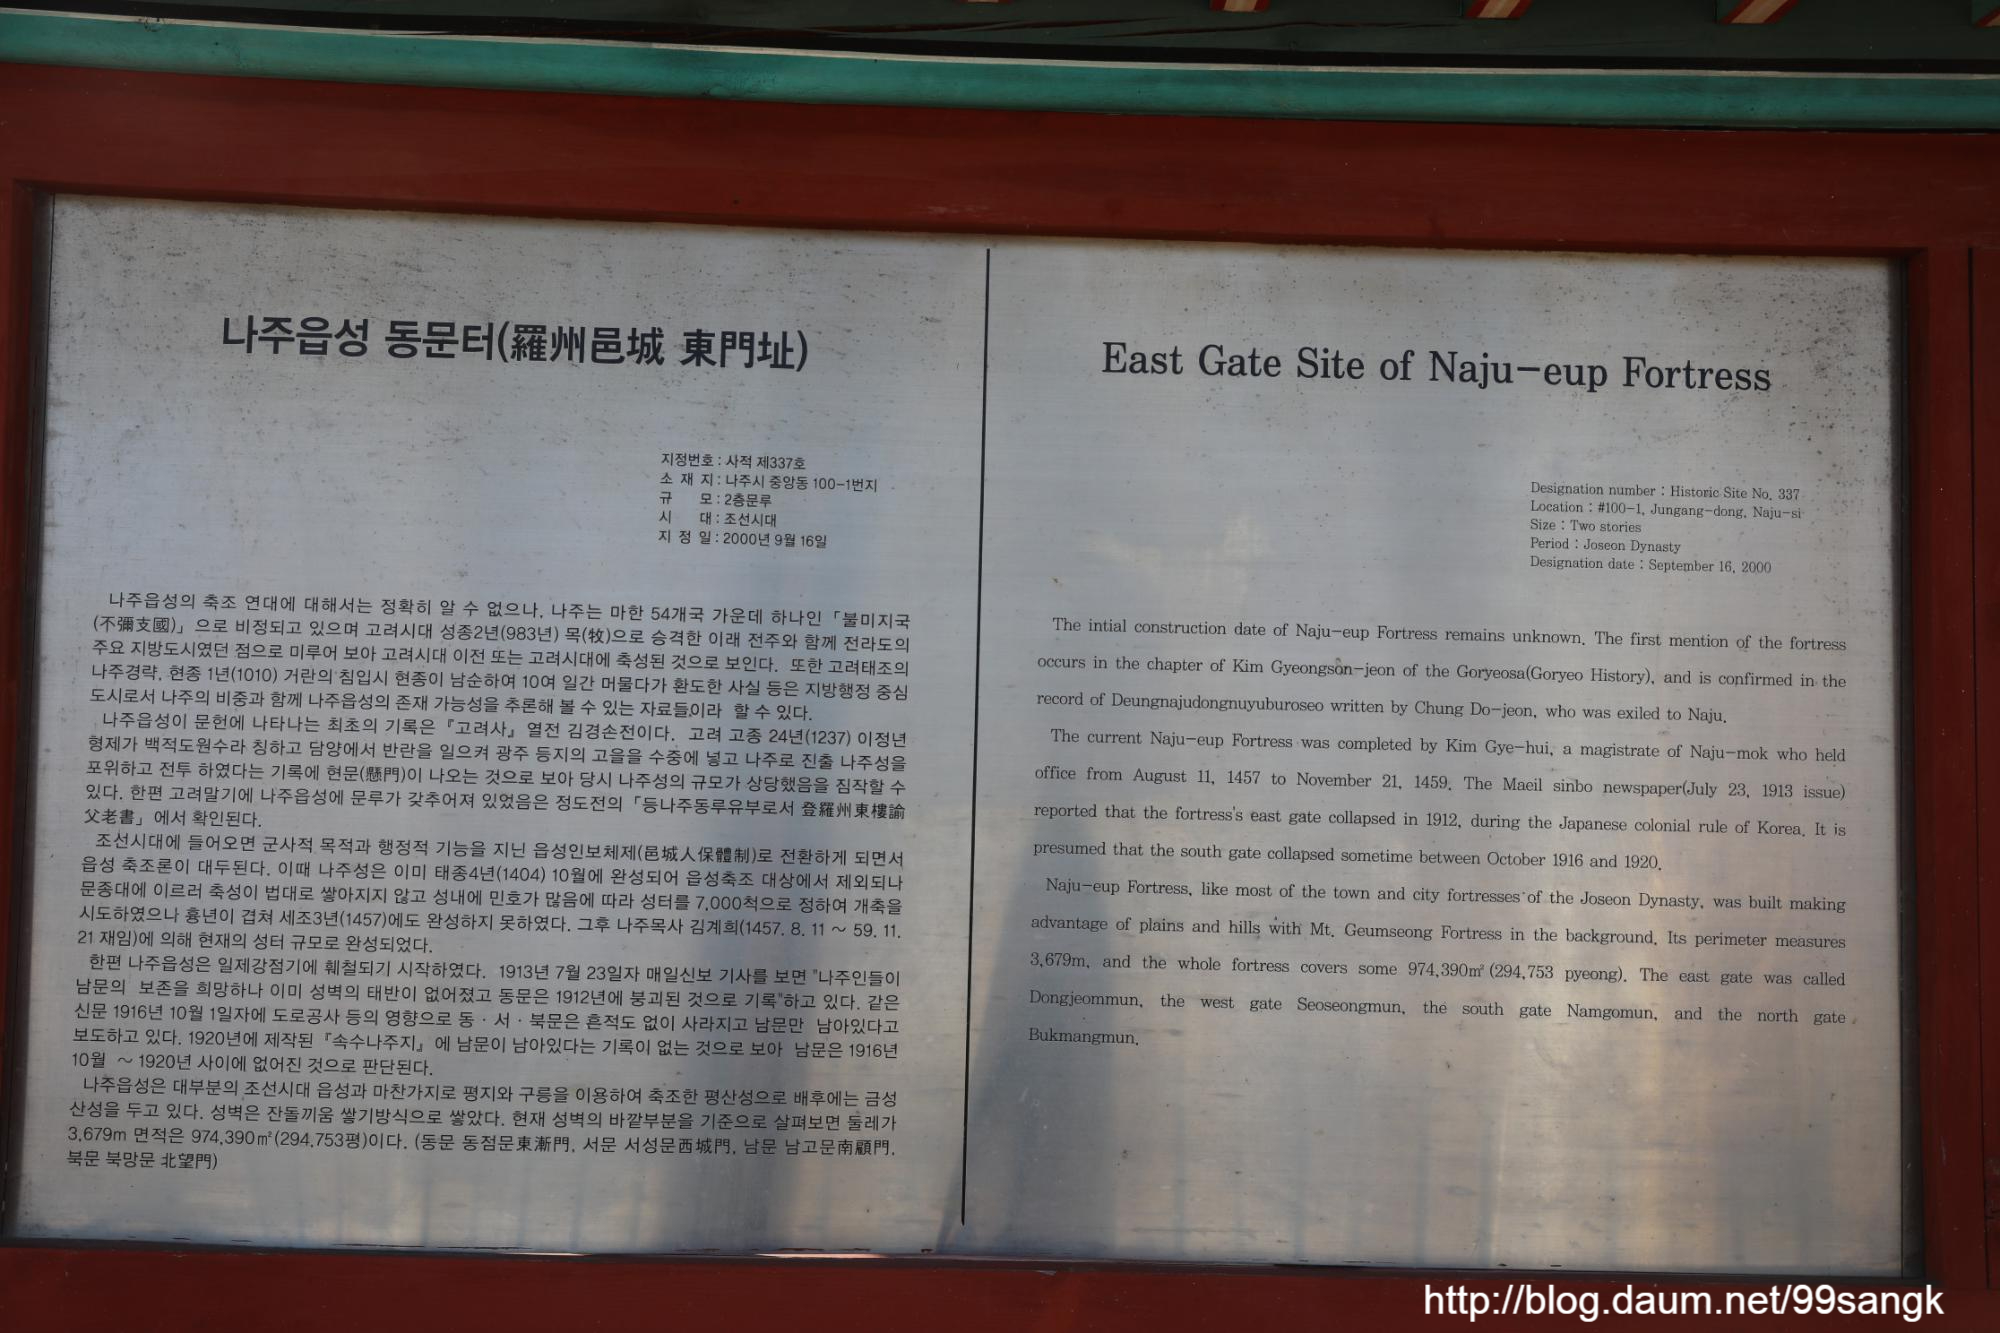 나주읍성 동문터(羅州邑城 東門址)
지정번호 : 사적 제337호
소 재 지 : 나주시 중앙동 100-1번지
규 모 : 2층문루
시 대 : 조선시대
지 정 일 : 2000년 9월 16일
나주읍성의 축조 연대에 대해서는 정확히 알 수 없으나, 나주는 마한 54개국 가운데 하나인 「불미지국
(不彌支國)」으로 비정되고 있으며 고려시대 성종2년(983년) 목(牧)으로 승격한 이래 전주와 함께 전라도의
주요 지방도시였던 점으로 미루어 보아 고려시대 이전 또는 고려시대에 축성된 것으로 보인다. 또한 고려태조의
나주경략, 현종 1년(1010) 거란의 침입시 현종이 남순하여 10여 일간 머물다가 환도한 사실 등은 지방행정 중심
도시로서 나주의 비중과 함께 나주읍성의 존재 가능성을 추론해 볼 수 있는 자료들이라 할 수 있다.
나주읍성이 문헌에 나타나는 최초의 기록은 『고려사』 열전 김경손전이다. 고려 고종 24년(1237) 이정년
형제가 백적도원수라 칭하고 담양에서 반란을 일으켜 광주 등지의 고을을 수중에 넣고 나주로 진출 나주성을
포위하고 전투 하였다는 기록에 현문(懸門)이 나오는 것으로 보아 당시 나주성의 규모가 상당했음을 짐작할 수
있다. 한편 고려말기에 나주읍성에 문루가 갖추어져 있었음은 정도전의 「등나주동루유부로서 登羅州東樓諭
父老書」에서 확인된다.
조선시대에 들어오면 군사적 목적과 행정적 기능을 지닌 읍성인보체제(邑城人保體制)로 전환하게 되면서
읍성 축조론이 대두된다. 이때 나주성은 이미 태종4년(1404) 10월에 완성되어 읍성축조 대상에서 제외되나
문종대에 이르러 축성이 법대로 쌓아지지 않고 성내에 민호가 많음에 따라 성터를 7,000척으로 정하여 개축을
시도하였으나 흉년이 겹쳐 세조3년(1457)에도 완성하지 못하였다. 그후 나주목사 김계희(1457. 8. 11 ~ 59. 11.
21 재임)에 의해 현재의 성터 규모로 완성되었다.
한편 나주읍성은 일제강점기에 훼철되기 시작하였다. 1913년 7월 23일자 매일신보 기사를 보면 "나주인들이
남문의 보존을 희망하나 이미 성벽의 태반이 없어졌고 동문은 1912년에 붕괴된 것으로 기록"하고 있다. 같은
신문 1916년 10월 1일자에 도로공사 등의 영향으로 동 · 서 · 북문은 흔적도 없이 사라지고 남문만 남아있다고
보도하고 있다. 1920년에 제작된 『속수나주지』에 남문이 남아있다는 기록이 없는 것으로 보아 남문은 1916년
10월 ~ 1920년 사이에 없어진 것으로 판단된다.
나주읍성은 대부분의 조선시대 읍성과 마찬가지로 평지와 구릉을 이용하여 축조한 평산성으로 배후에는 금성
산성을 두고 있다. 성벽은 잔돌끼움 쌓기방식으로 쌓았다. 현재 성벽의 바깥부분을 기준으로 살펴보면 둘레가
3,679m 면적은 974,390㎡(294,753평)이다. (동문 동점문東漸門, 서문 서성문西城門, 남문 남고문南顧門,
북문 북망문 北望門)
East Gate Site of Naju-eup Fortress
Designation number : Historic Site No. 337
Location : #100-1, Jungang-dong, Naju-si
Size : Two stories
Period : Joseon Dynasty
Designation date : September 16, 2000
The intial construction date of Naju-eup Fortress remains unknown. The first mention of the fortress
occurs in the chapter of Kim Gyeongson-jeon of the Goryeosa(Goryeo History), and is confirmed in the
record of Deungnajudongnuyuburoseo written by Chung Do-jeon, who was exiled to Naju.
The current Naju-eup Fortress was completed by Kim Gye-hui, a magistrate of Naju-mok who held
office from August 11, 1457 to November 21, 1459. The Maeil sinbo newspaper(July 23, 1913 issue)
reported that the fortress's east gate collapsed in 1912, during the Japanese colonial rule of Korea. It is
presumed that the south gate collapsed sometime between October 1916 and 1920.
Naju-eup Fortress, like most of the town and city fortresses of the Joseon Dynasty, was built making
advantage of plains and hills with Mt. Geumseong Fortress in the background. Its perimeter measures
3,679m, and the whole fortress covers some 974,390㎡ (294,753 pyeong). The east gate was called
Dongjeommun, the west gate Seoseongmun, the south gate Namgomun, and the north gate
Bukmangmun.
http://blog.daum.net/99sangk